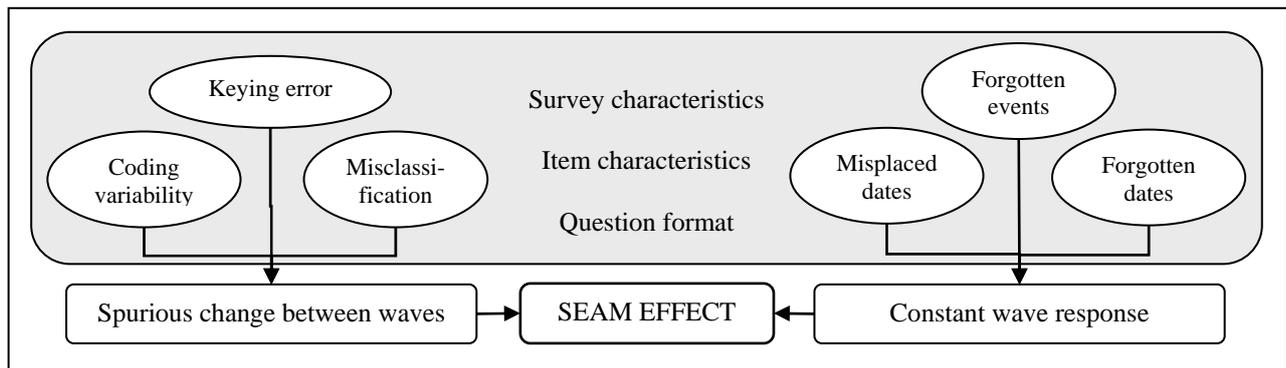 Keying error
Coding
variability
Misclassi-
fication
Survey characteristics
Item characteristics
Question format
Forgotten
events
Misplaced
dates
Forgotten
dates
Spurious change between waves
SEAM EFFECT
Constant wave response